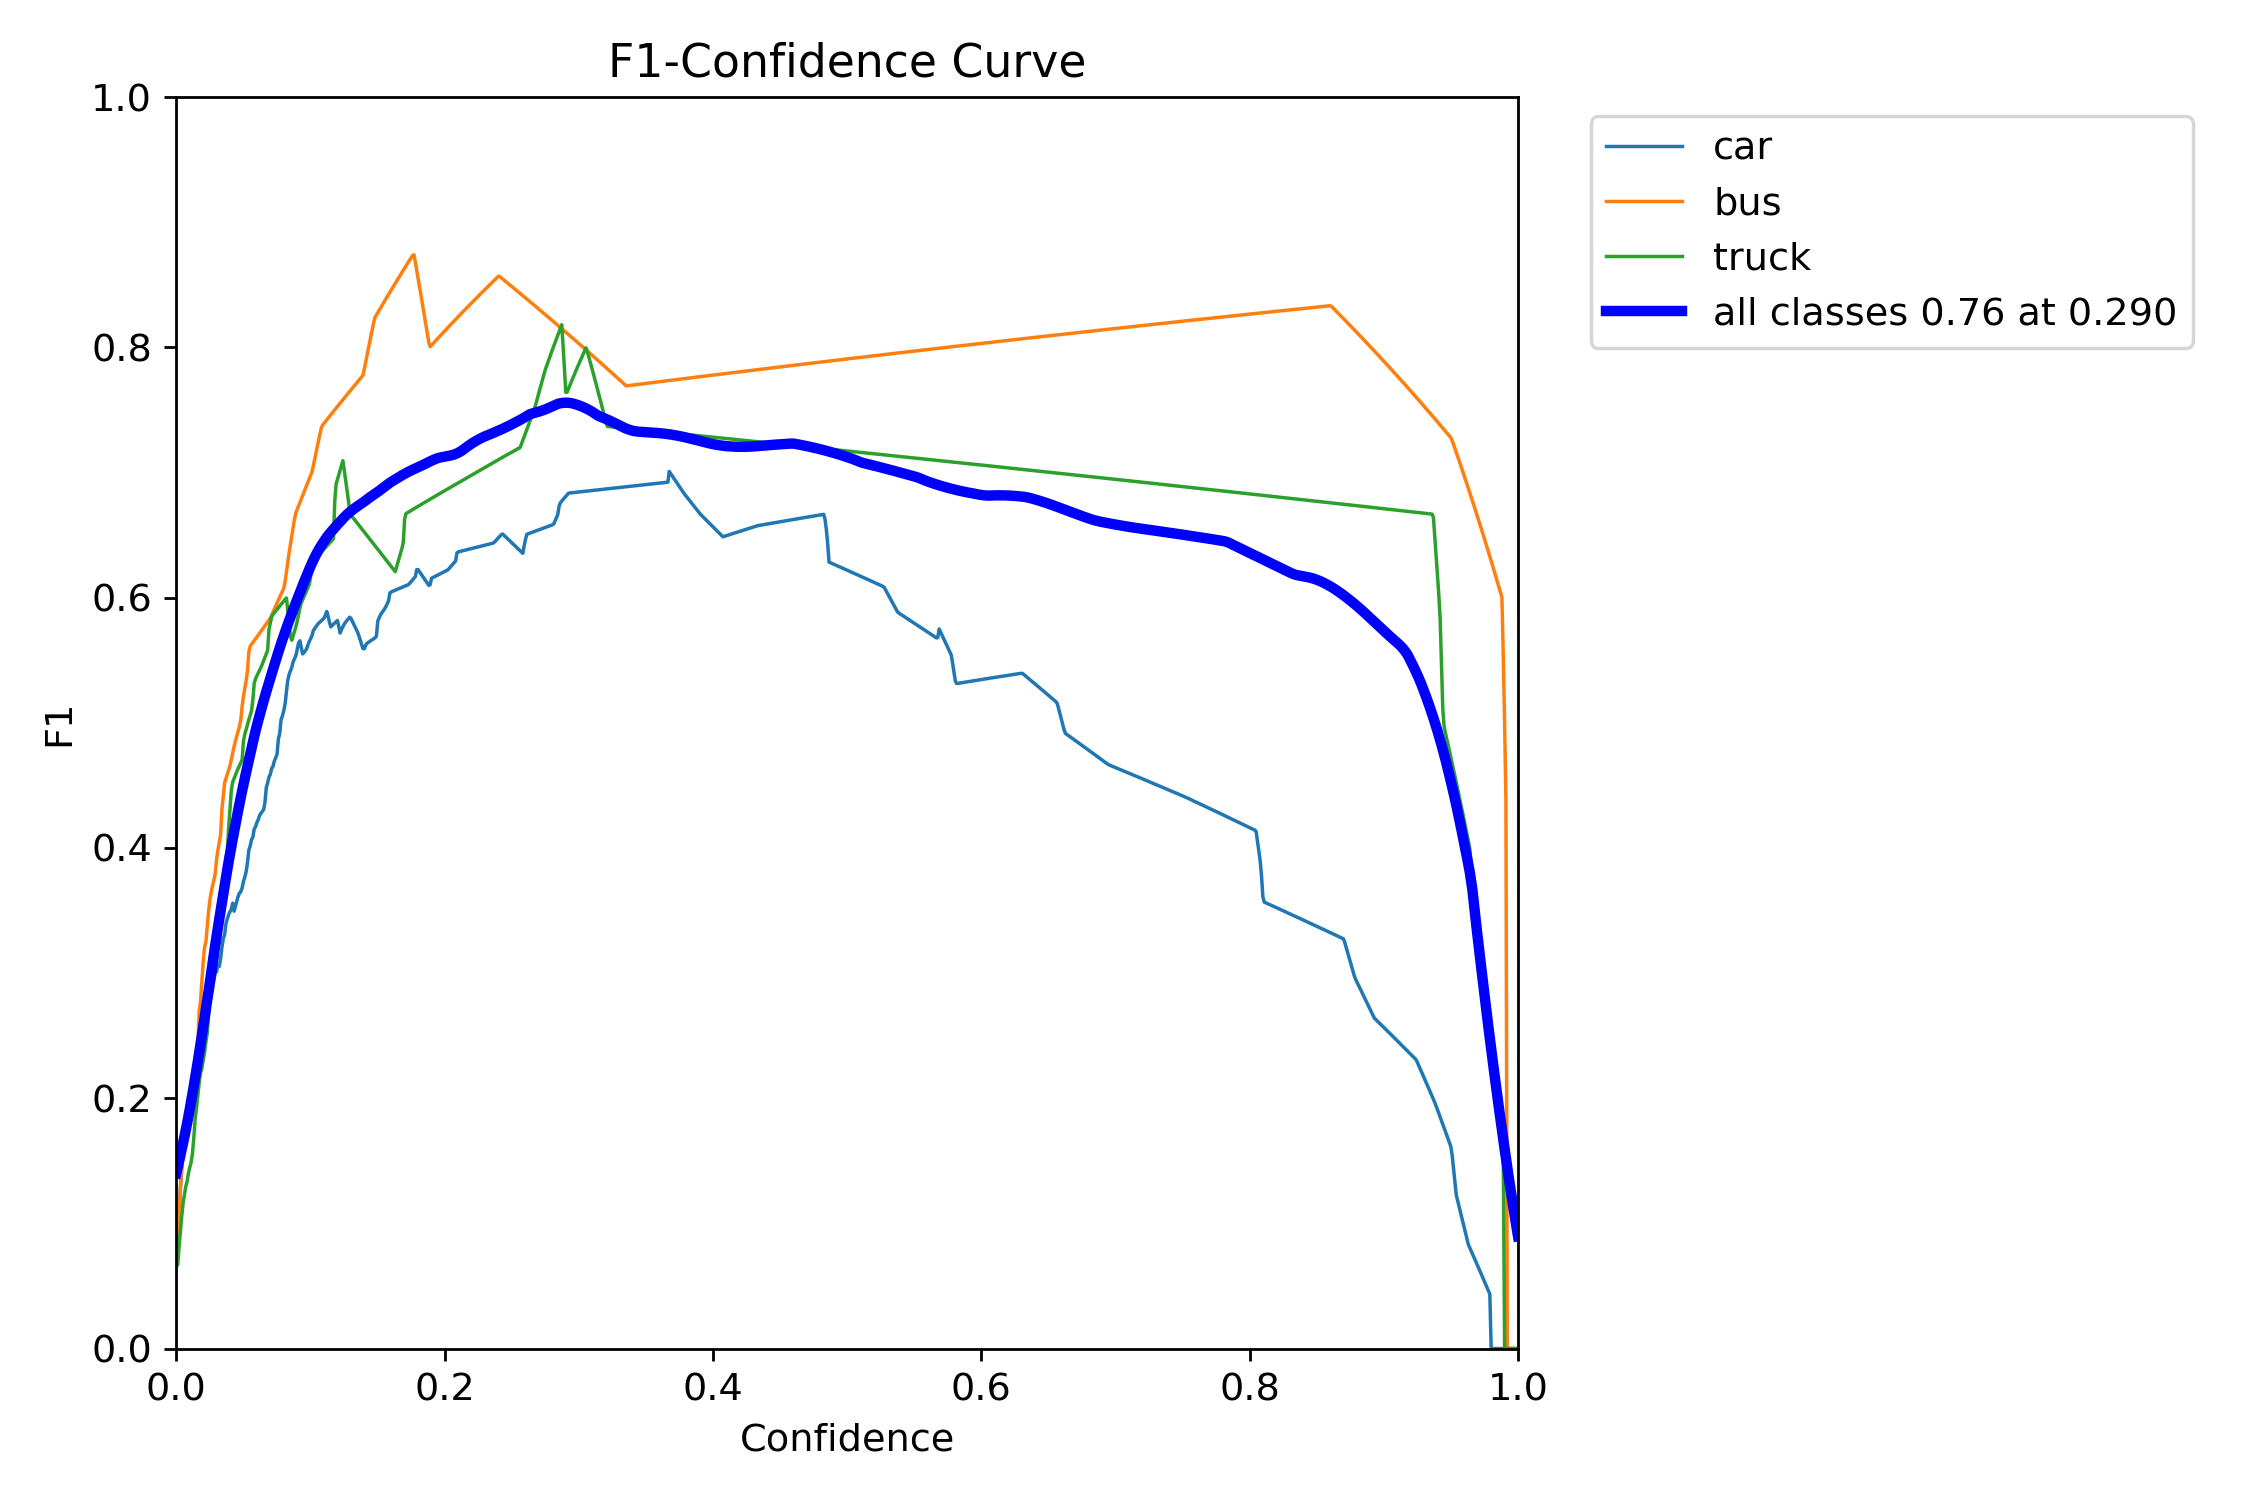 F1-Confidence Curve
1.0
0.8
0.6
0.4
0.2
0.0
F1
0.0 0.2 0.4 0.6 0.8 1.0
Confidence
car
bus
truck
all classes 0.76 at 0.290